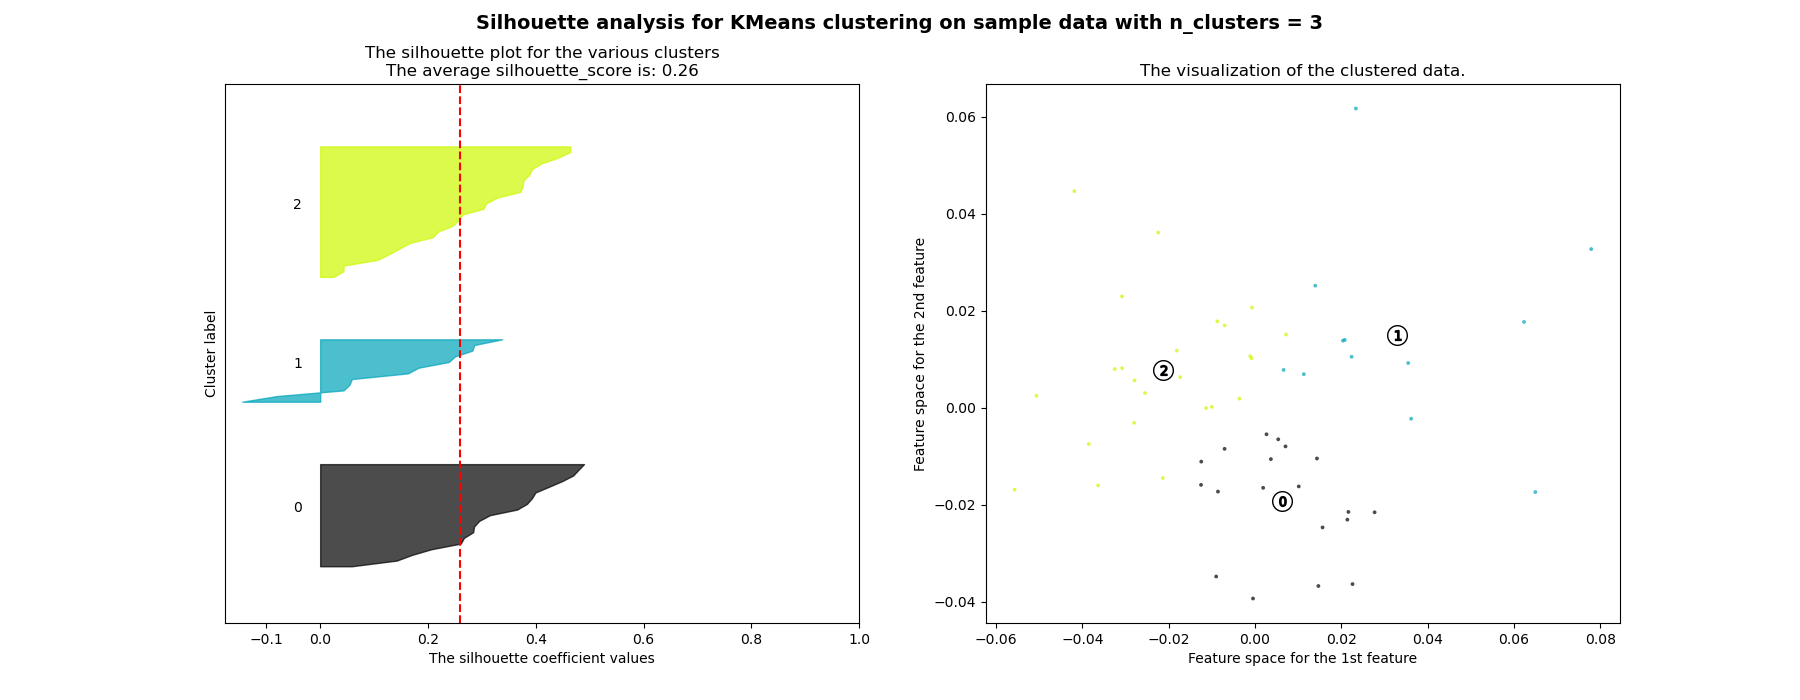 Silhouette analysis for KMeans clustering on sample data with n_clusters = 3
The silhouette plot for the various clusters
The average silhouette_score is: 0.26
2
1
0
Cluster label
−0.1 0.0 0.2 0.4 0.6 0.8 1.0
The silhouette coefficient values
The visualization of the clustered data.
0.06
0.04
0.02
0.00
−0.02
−0.04
Feature space for the 2nd feature
1
2
0
−0.06 −0.04 −0.02 0.00 0.02 0.04 0.06 0.08
Feature space for the 1st feature